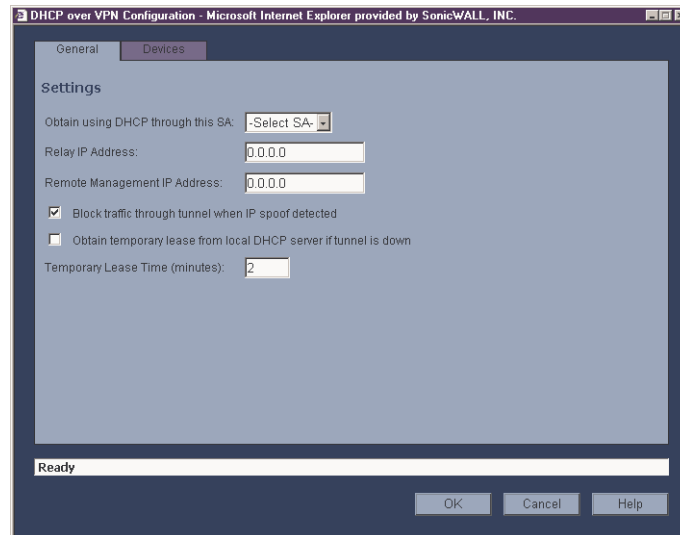 DHCP over VPN Configuration - Microsoft Internet Explorer provided by SonicWALL, INC.
General Devices
Settings
Obtain using DHCP through this SA: -Select SA-
Relay IP Address: 0.0.0.0
Remote Management IP Address: 0.0.0.0
Block traffic through tunnel when IP spoof detected
Obtain temporary lease from local DHCP server if tunnel is down
Temporary Lease Time (minutes): 2
Ready
OK Cancel Help